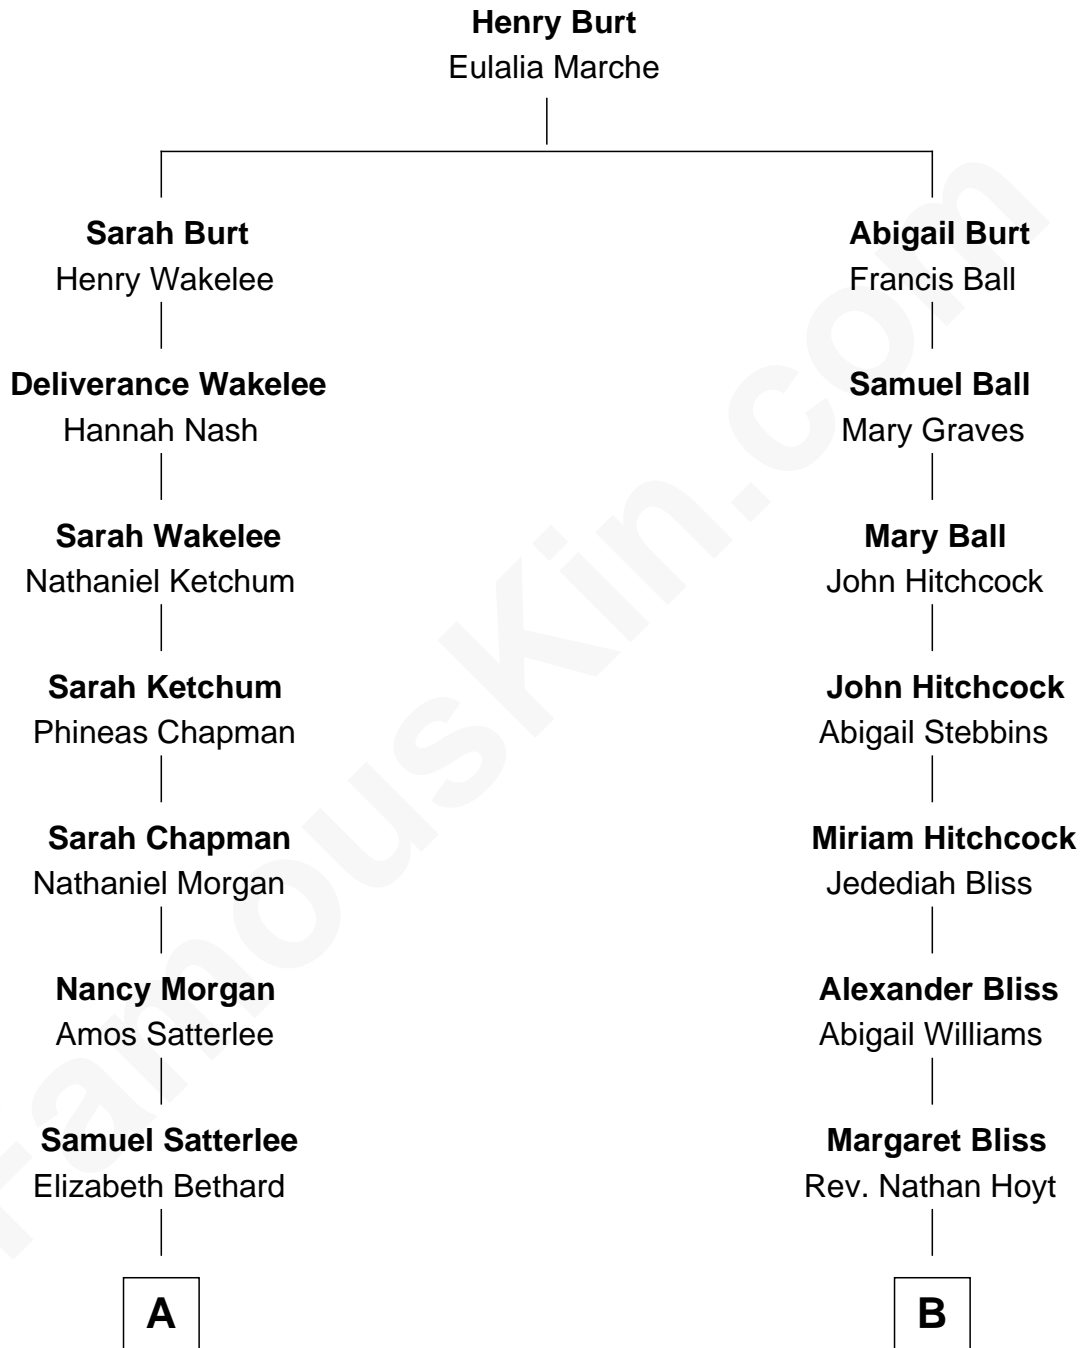 Henry Burt
Eulalia Marche
Sarah Burt
Henry Wakelee
Abigail Burt
Francis Ball
Deliverance Wakelee
Hannah Nash
Samuel Ball
Mary Graves
Sarah Wakelee
Nathaniel Ketchum
Mary Ball
John Hitchcock
Sarah Ketchum
Phineas Chapman
John Hitchcock
Abigail Stebbins
Sarah Chapman
Nathaniel Morgan
Miriam Hitchcock
Jedediah Bliss
Nancy Morgan
Amos Satterlee
Alexander Bliss
Abigail Williams
Samuel Satterlee
Elizabeth Bethard
Margaret Bliss
Rev. Nathan Hoyt
A
B
FamousKin.com